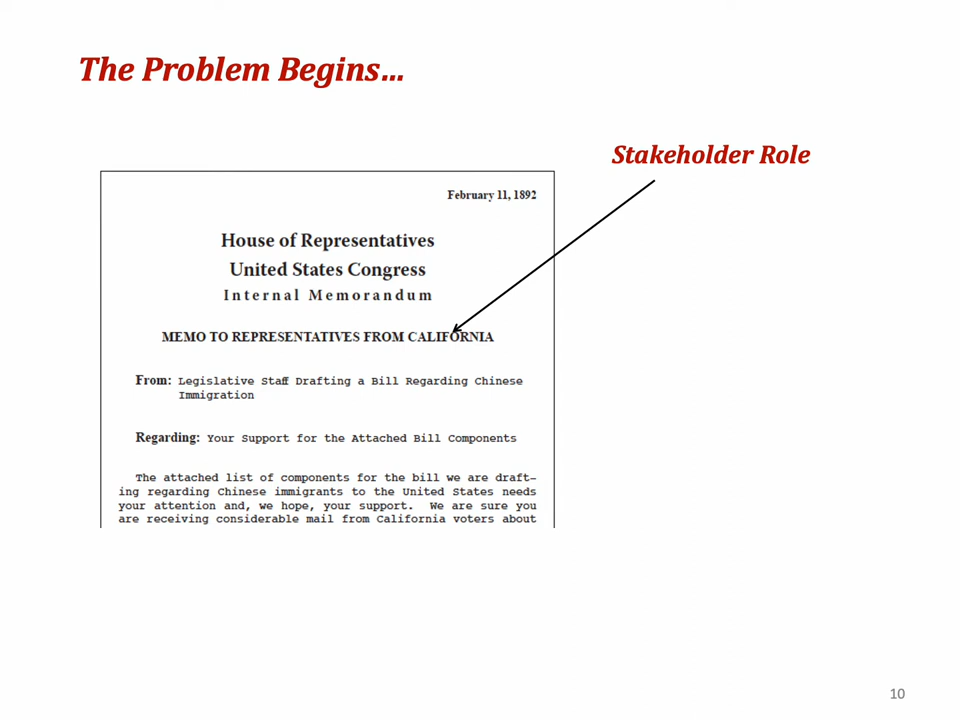 The Problem Begins…
Stakeholder Role
February 11, 1892
House of Representatives
United States Congress
Internal Memorandum
MEMO TO REPRESENTATIVES FROM CALIFORNIA
From: Legislative Staff Drafting a Bill Regarding Chinese
Immigration
Regarding: Your Support for the Attached Bill Components
The attached list of components for the bill we are draft-
ing regarding Chinese immigrants to the United States needs
your attention and, we hope, your support. We are sure you
are receiving considerable mail from California voters about
10